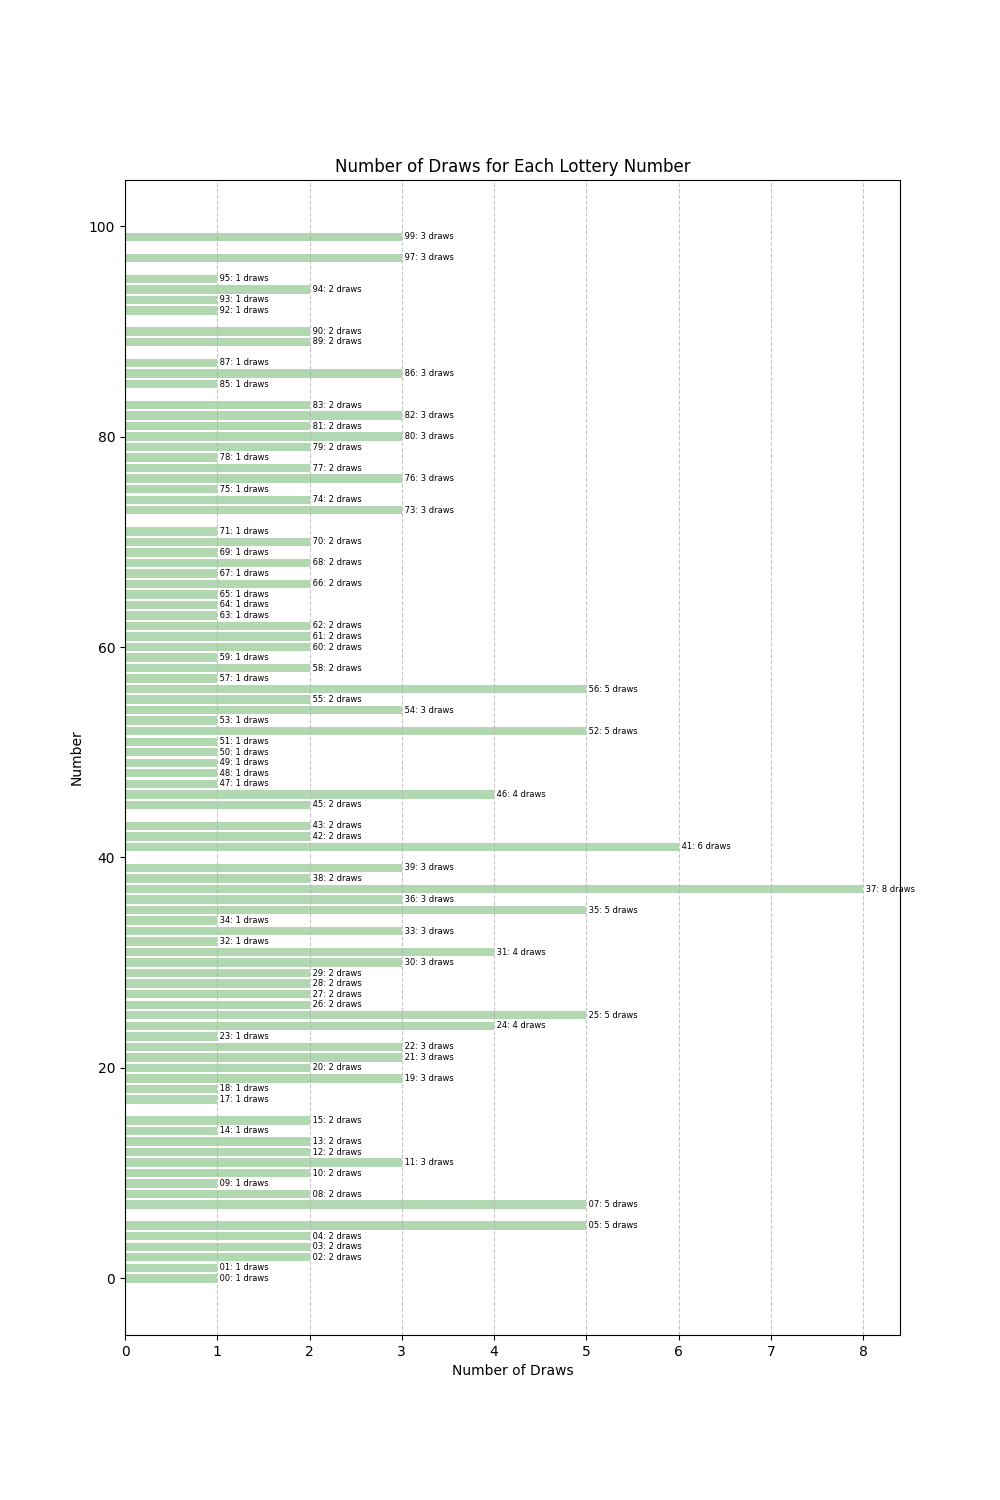 Number of Draws for Each Lottery Number
100
99: 3 draws
97: 3 draws
95: 1 draws
94: 2 draws
93: 1 draws
92: 1 draws
90: 2 draws
89: 2 draws
87: 1 draws
86: 3 draws
85: 1 draws
83: 2 draws
82: 3 draws
81: 2 draws
80
80: 3 draws
79: 2 draws
78: 1 draws
77: 2 draws
76: 3 draws
75: 1 draws
74: 2 draws
73: 3 draws
71: 1 draws
70: 2 draws
69: 1 draws
68: 2 draws
67: 1 draws
66: 2 draws
65: 1 draws
64: 1 draws
63: 1 draws
62: 2 draws
61: 2 draws
60
60: 2 draws
59: 1 draws
58: 2 draws
57: 1 draws
56: 5 draws
55: 2 draws
54: 3 draws
53: 1 draws
52: 5 draws
51: 1 draws
50: 1 draws
49: 1 draws
48: 1 draws
47: 1 draws
46: 4 draws
45: 2 draws
43: 2 draws
42: 2 draws
41: 6 draws
40
39: 3 draws
38: 2 draws
37: 8 draws
36: 3 draws
35: 5 draws
34: 1 draws
33: 3 draws
32: 1 draws
31: 4 draws
30: 3 draws
29: 2 draws
28: 2 draws
27: 2 draws
26: 2 draws
25: 5 draws
24: 4 draws
23: 1 draws
22: 3 draws
21: 3 draws
20
20: 2 draws
19: 3 draws
18: 1 draws
17: 1 draws
15: 2 draws
14: 1 draws
13: 2 draws
12: 2 draws
11: 3 draws
10: 2 draws
09: 1 draws
08: 2 draws
07: 5 draws
05: 5 draws
04: 2 draws
03: 2 draws
02: 2 draws
01: 1 draws
0
00: 1 draws
Number
0 1 2 3 4 5 6 7 8
Number of Draws